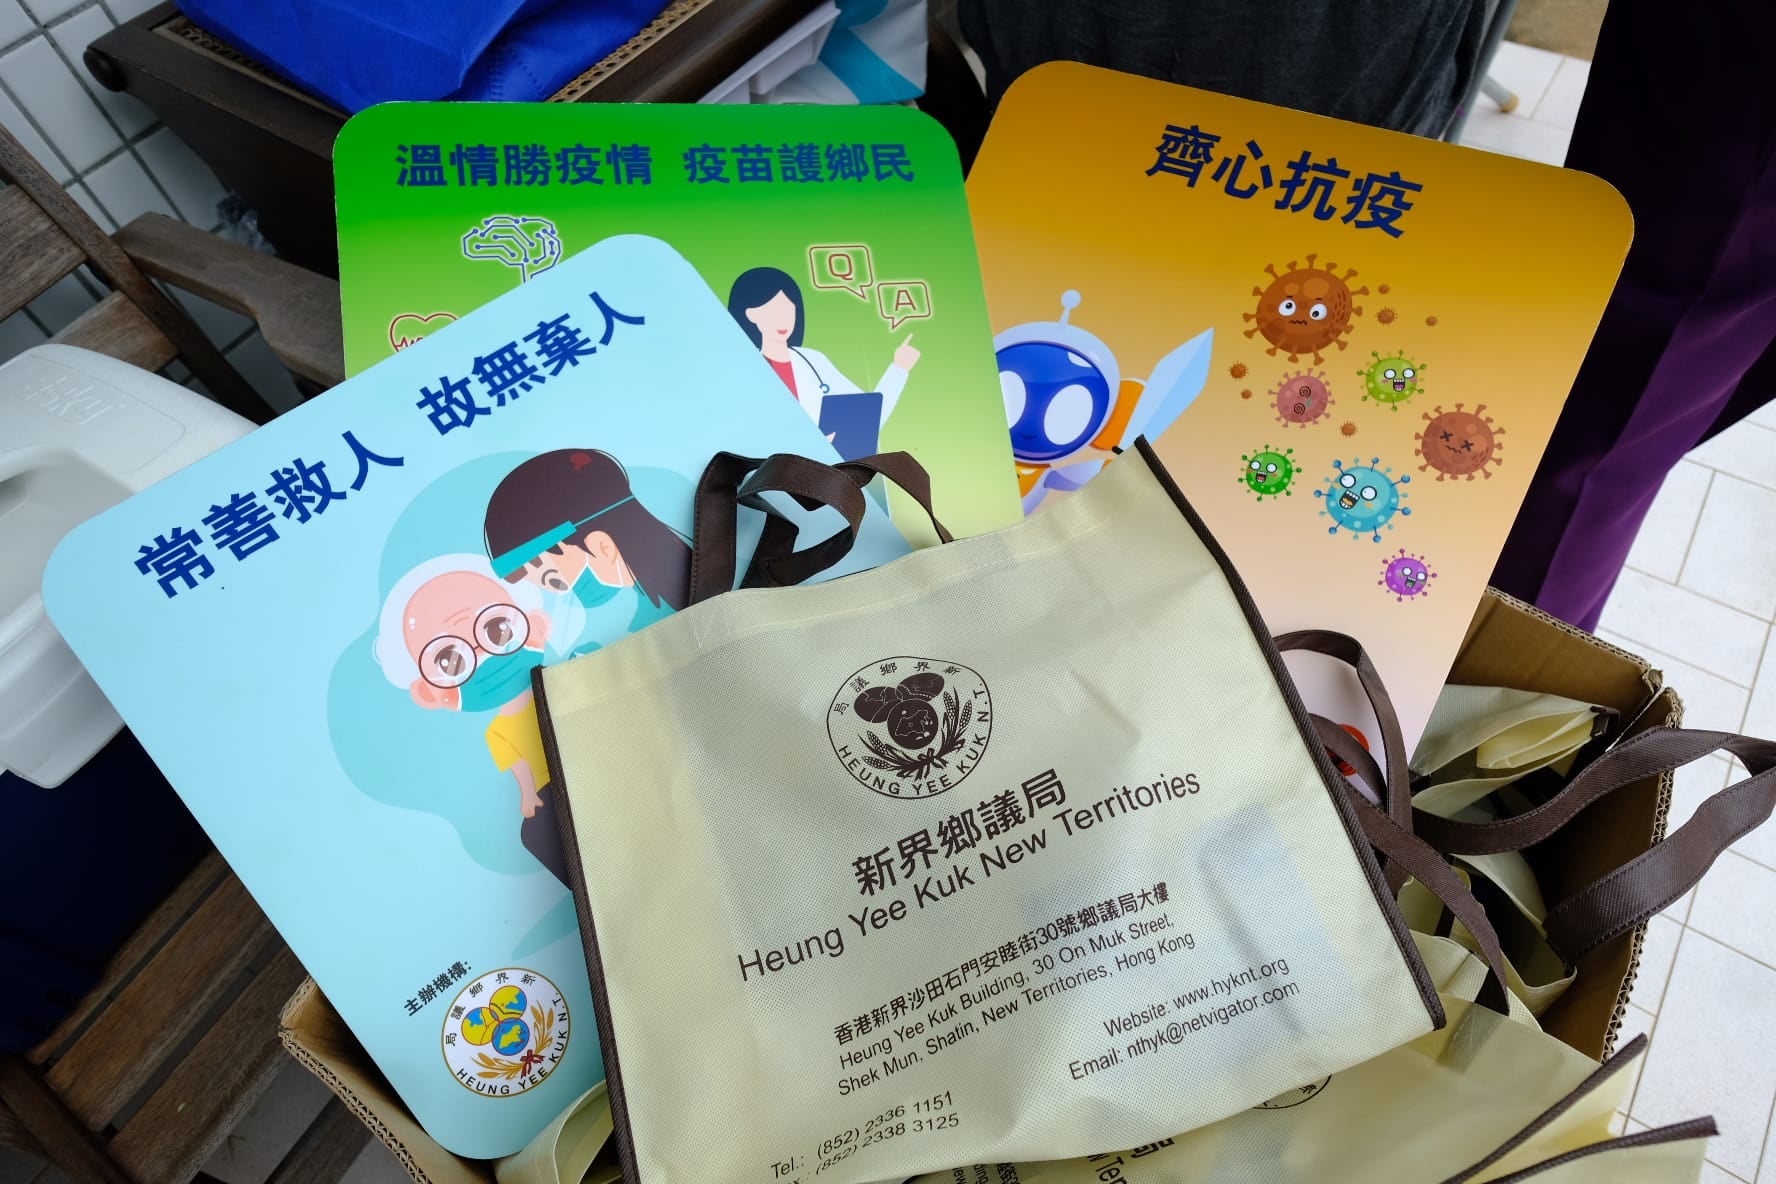 溫情勝疫情 疫苗護鄉民
Q
A
齊心抗疫
常善救人 故無棄人
主辦機構:
新界鄉議局
HEUNG YEE KUK N.T.
新界鄉議局
HEUNG YEE KUK N.T.
新界鄉議局
Heung Yee Kuk New Territories
香港新界沙田石門安睦街30號鄉議局大樓
Heung Yee Kuk Building, 30 On Muk Street,
Shek Mun, Shatin, New Territories, Hong Kong
Website: www.hyknt.org
Email: nthyk@netvigator.com
Tel.: (852) 2336 1151
(852) 2338 3125